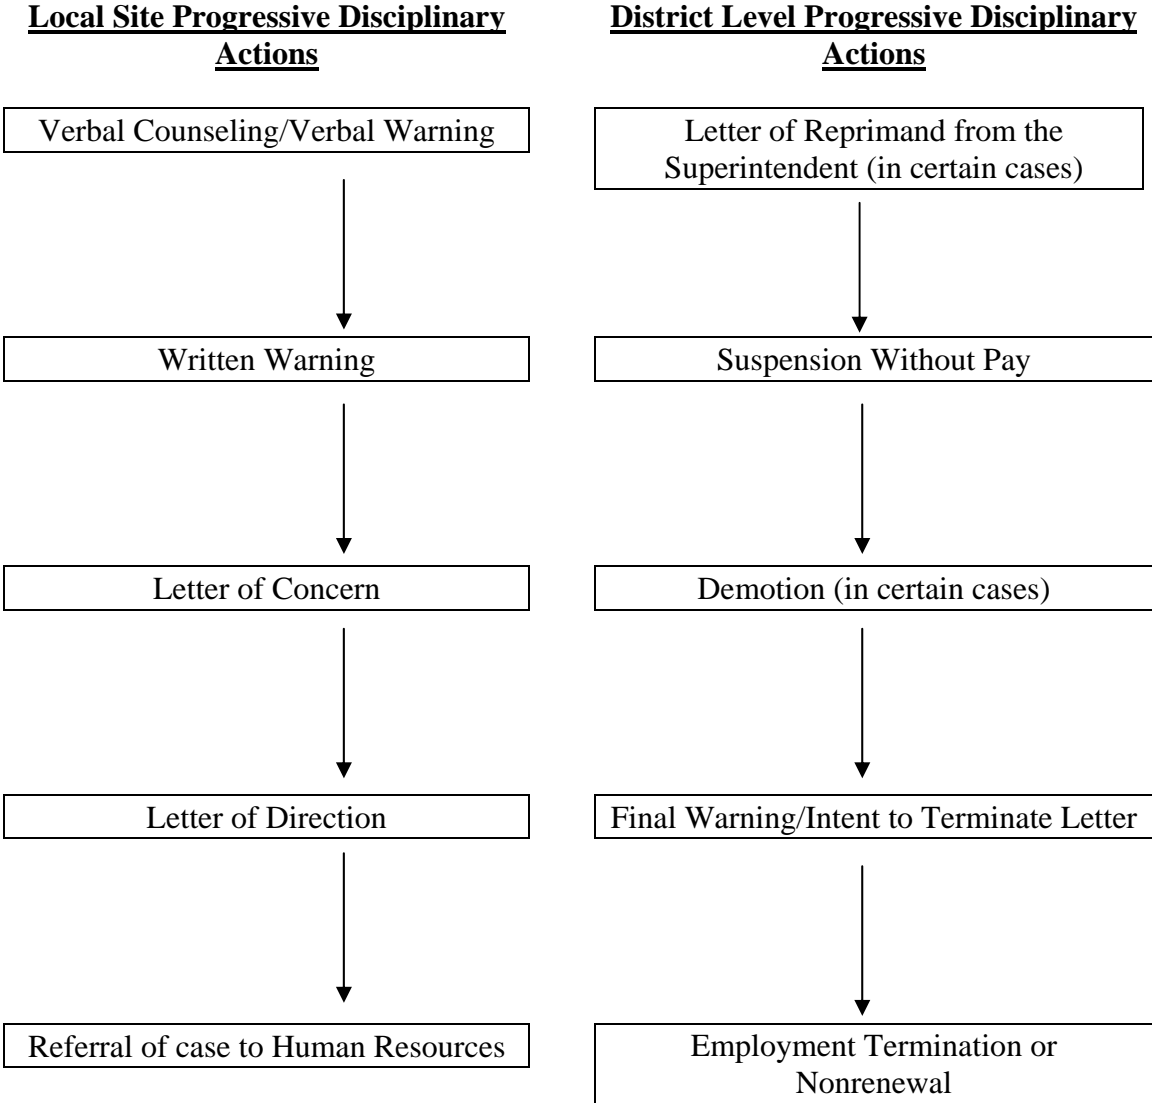 Local Site Progressive Disciplinary
Actions
Verbal Counseling/Verbal Warning
Written Warning
Letter of Concern
Letter of Direction
Referral of case to Human Resources
District Level Progressive Disciplinary
Actions
Letter of Reprimand from the
Superintendent (in certain cases)
Suspension Without Pay
Demotion (in certain cases)
Final Warning/Intent to Terminate Letter
Employment Termination or
Nonrenewal